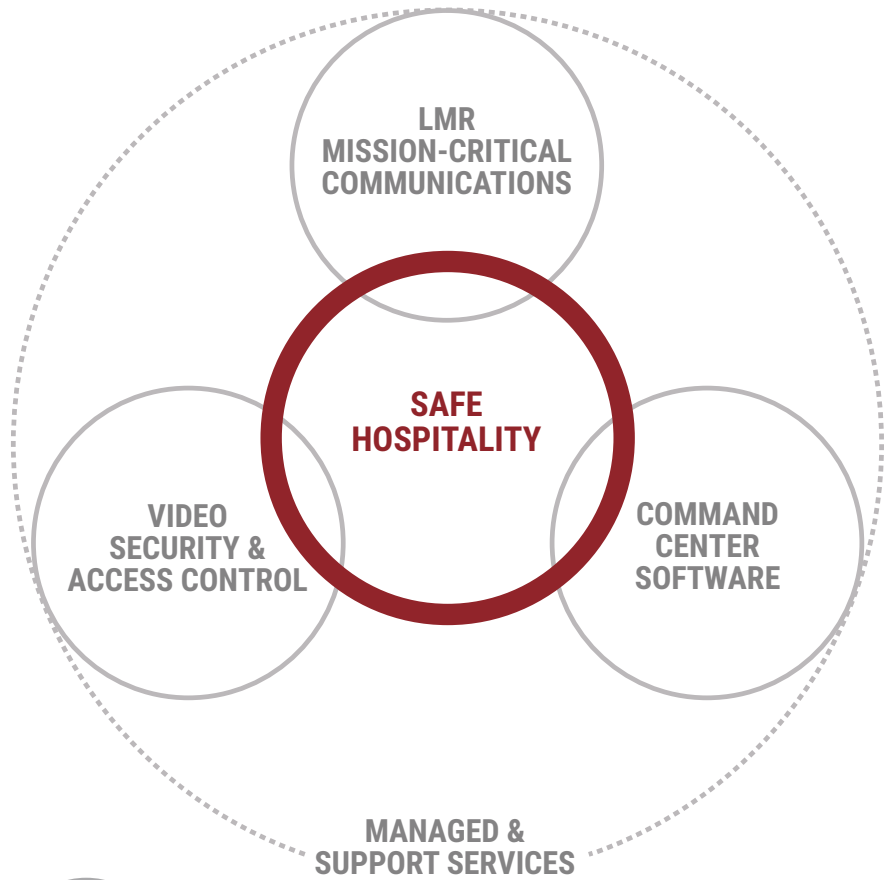 LMR
MISSION-CRITICAL
COMMUNICATIONS
SAFE
HOSPITALITY
VIDEO
SECURITY &
ACCESS CONTROL
COMMAND
CENTER
SOFTWARE
MANAGED &
SUPPORT SERVICES